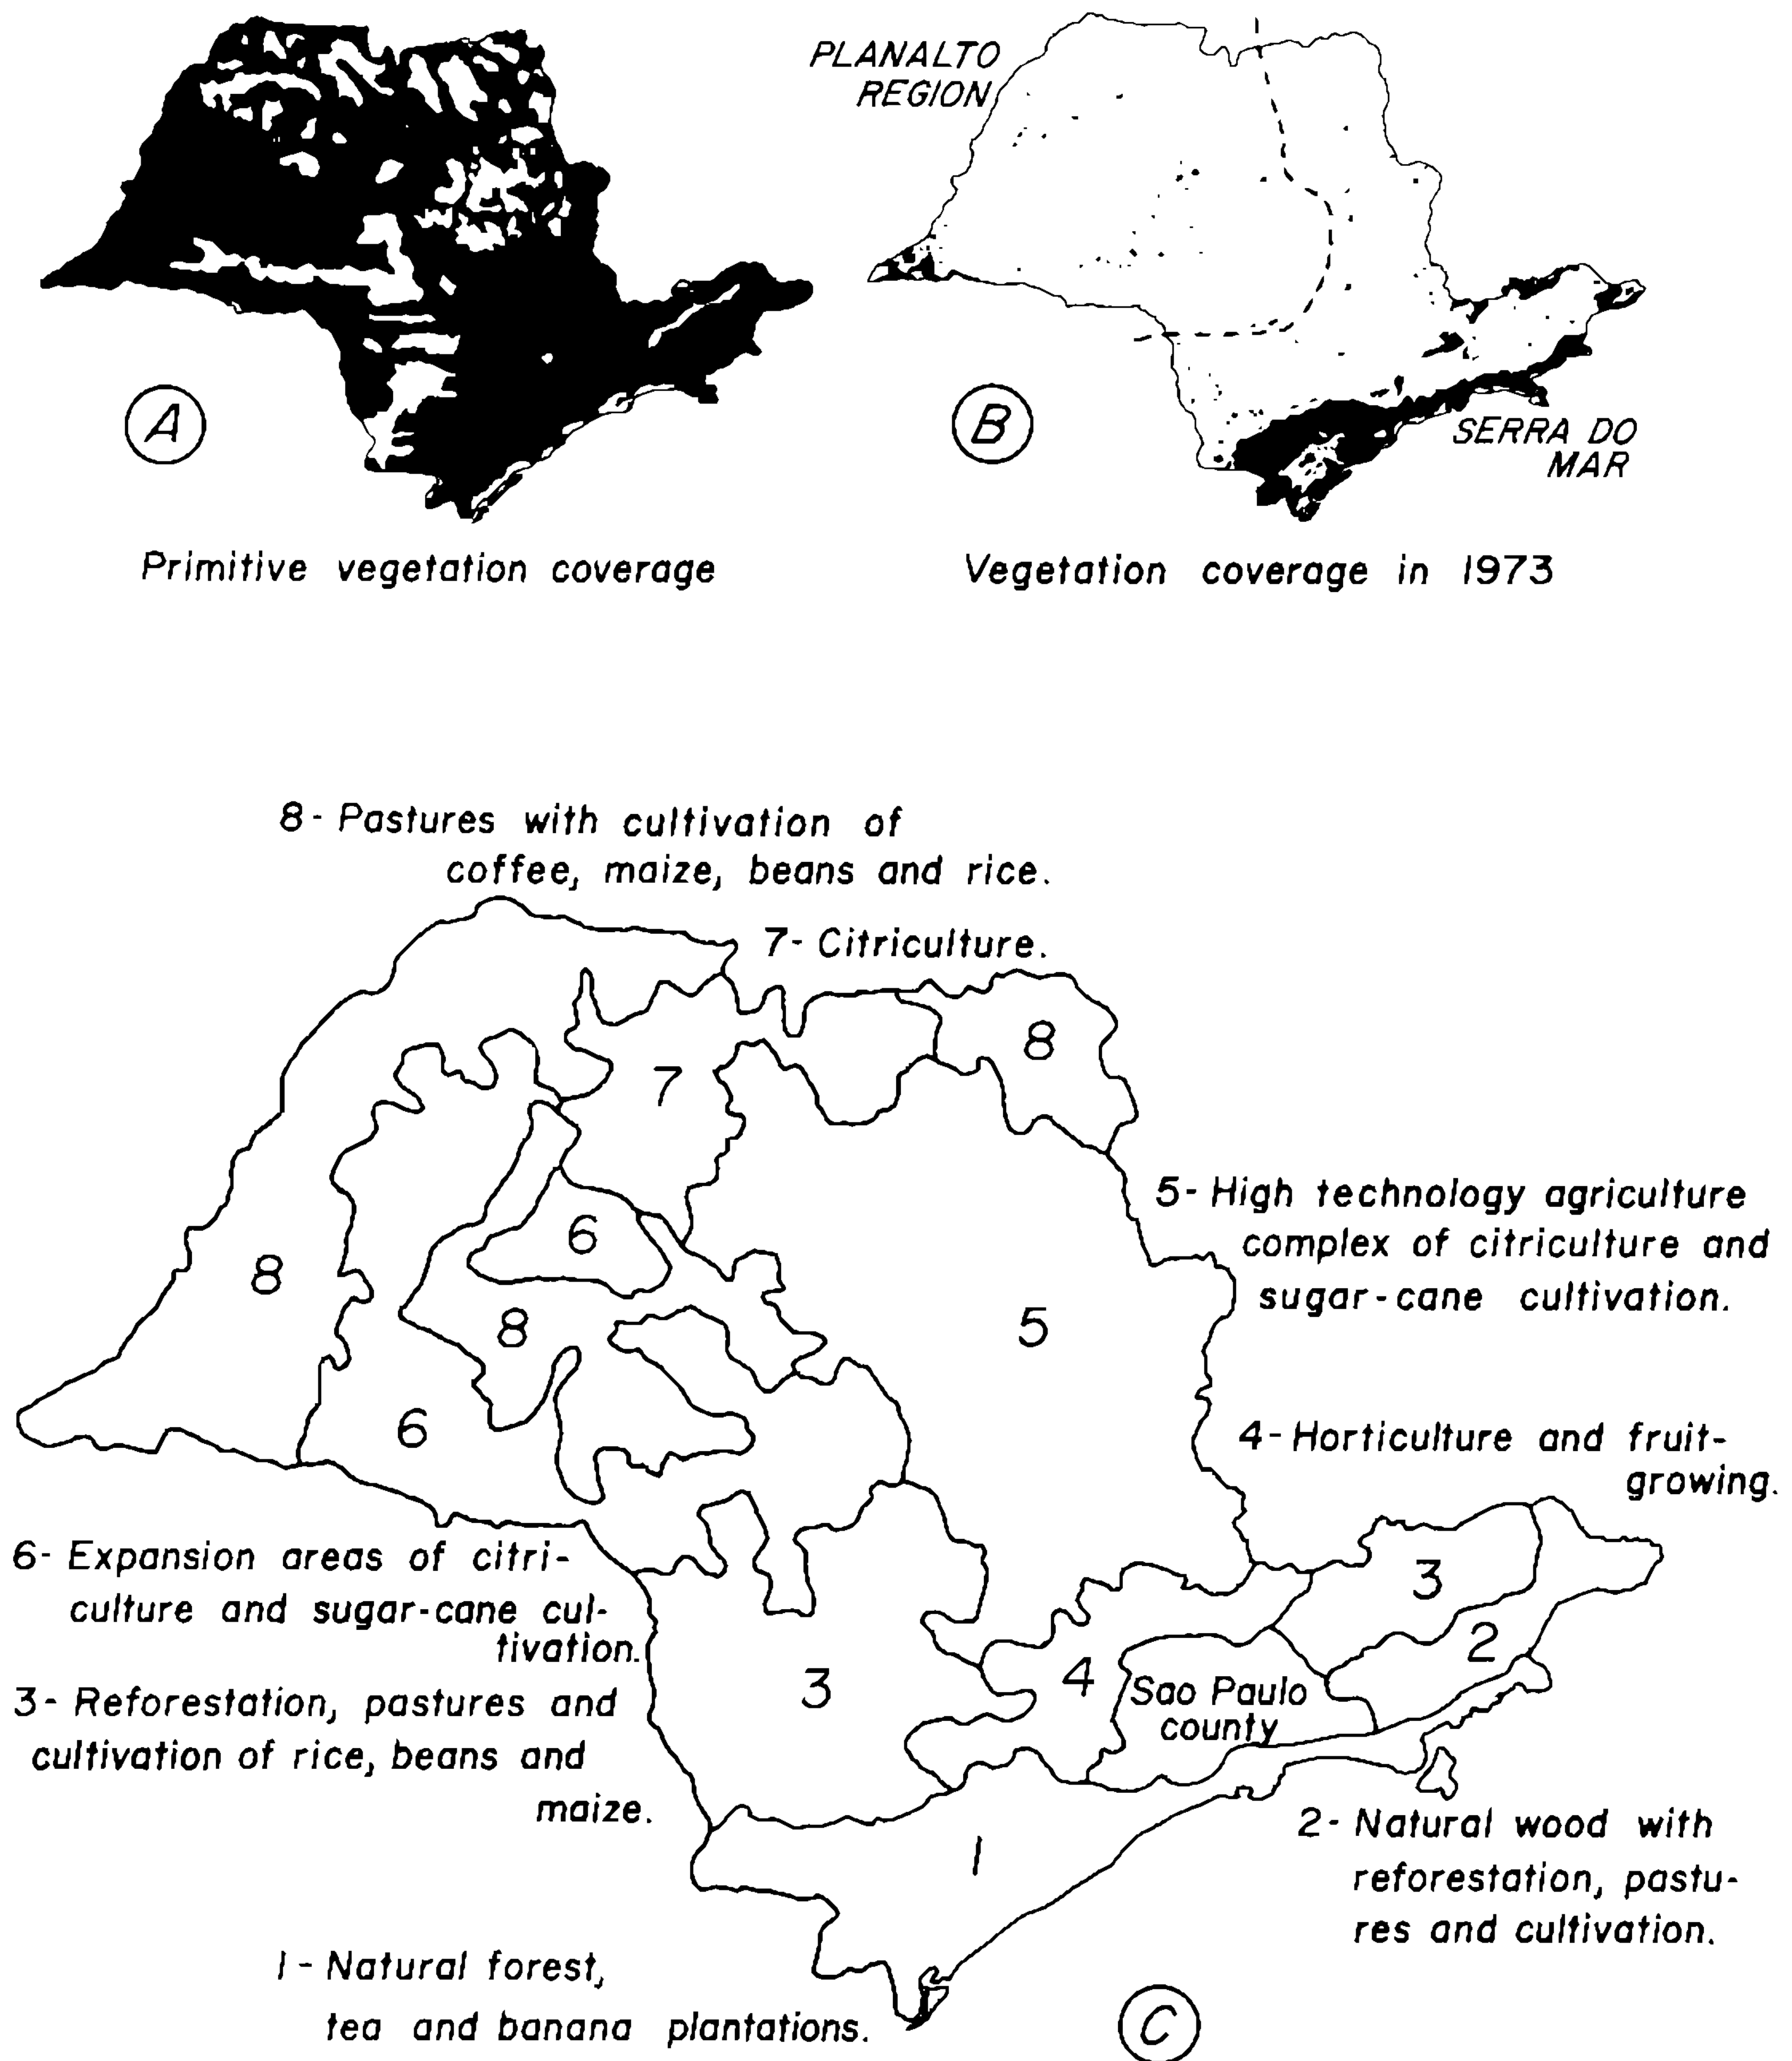 PLANALTO
REGION
A
B
SERRA DO
MAR
Primitive vegetation coverage
Vegetation coverage in 1973
8- Pastures with cultivation of
coffee, maize, beans and rice.
7- Citriculture.
8
7
5- High technology agriculture
complex of citriculture and
sugar-cane cultivation.
6
8
8
5
6
4- Horticulture and fruit-
growing.
6- Expansion areas of citri-
culture and sugar-cane cul-
tivation.
3
2
3- Reforestation, pastures and
cultivation of rice, beans and
maize.
3
4
Sao Paulo
county
2- Natural wood with
reforestation, pastu-
res and cultivation.
1
1- Natural forest,
tea and banana plantations.
C